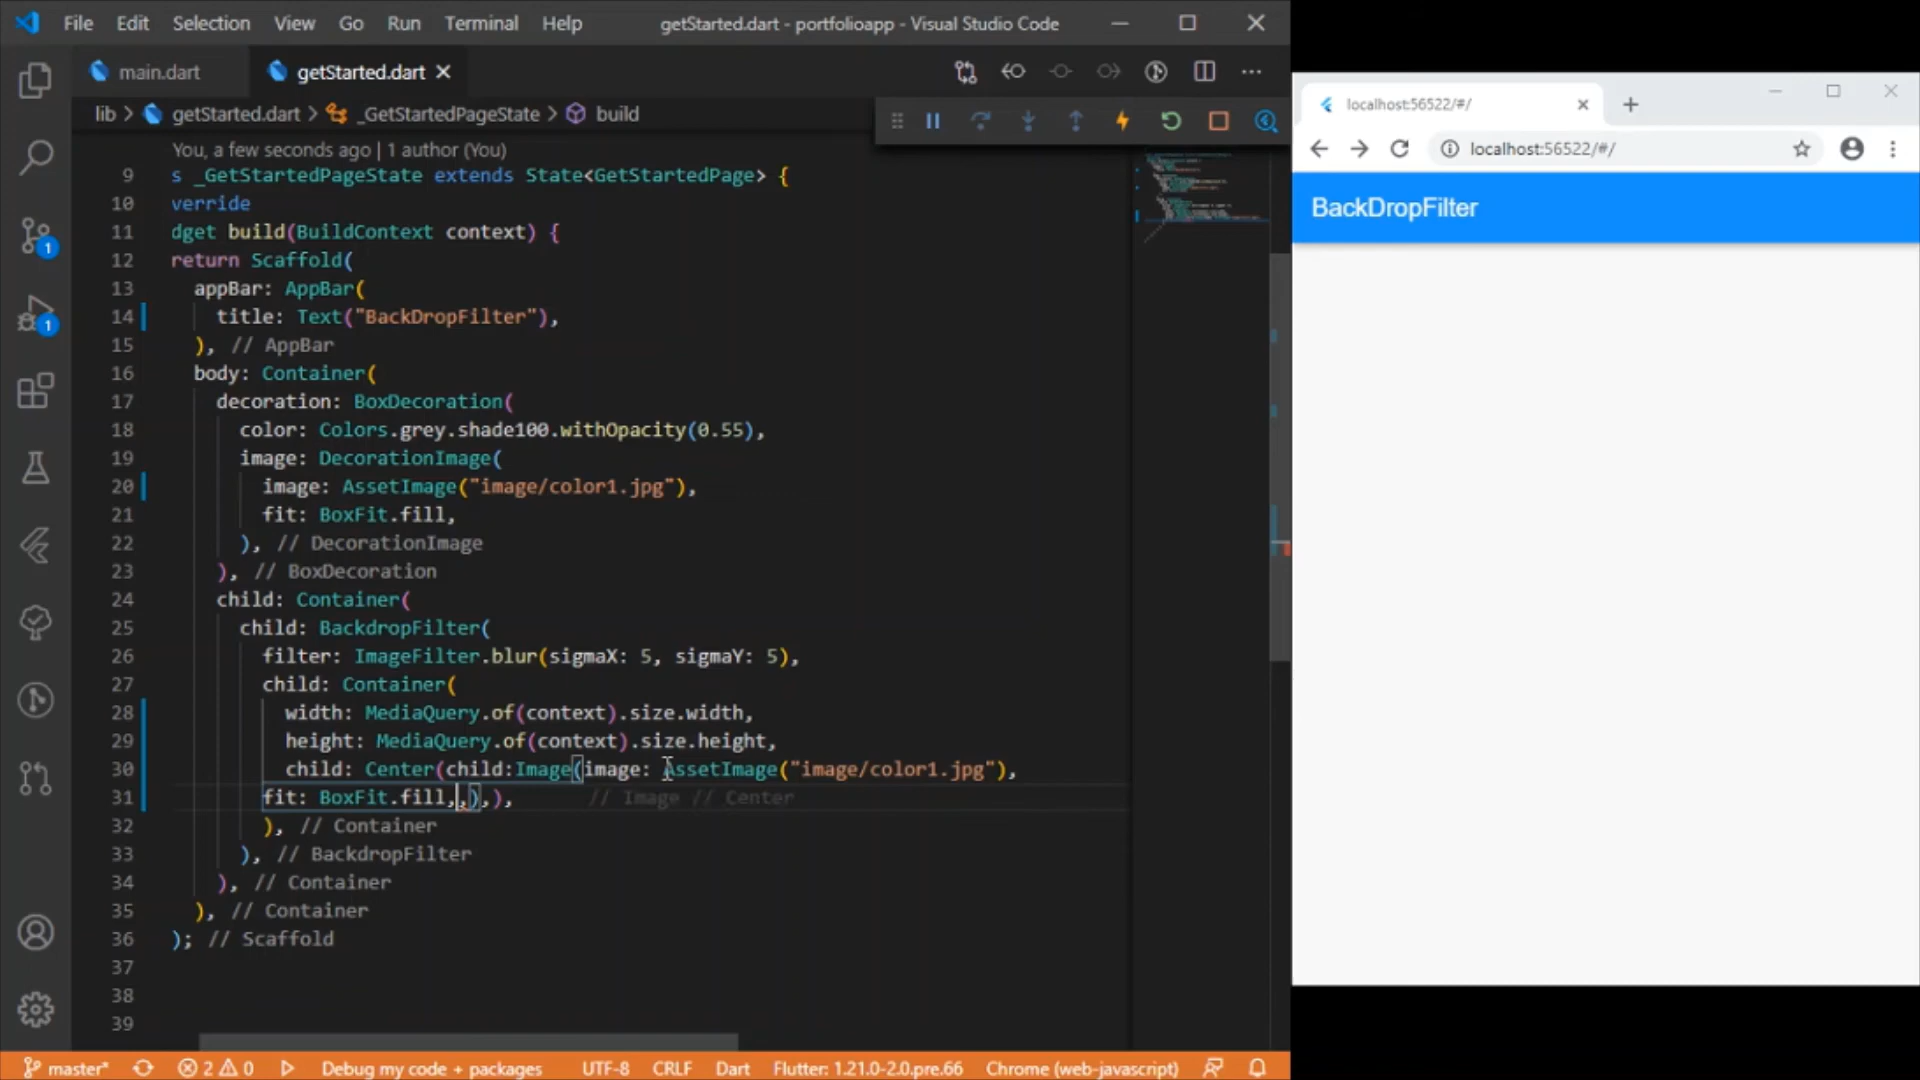 File Edit Selection View Go Run Terminal Help getStarted.dart - portfolioapp - Visual Studio Code
main.dart getStarted.dart
lib > getStarted.dart > _GetStartedPageState > build
You, a few seconds ago | 1 author (You)
9 s _GetStartedPageState extends State<GetStartedPage> {
10 verride
11 dget build(BuildContext context) {
12 return Scaffold(
13 appBar: AppBar(
14 title: Text("BackDropFilter"),
15 ), // AppBar
16 body: Container(
17 decoration: BoxDecoration(
18 color: Colors.grey.shade100.withOpacity(0.55),
19 image: DecorationImage(
20 image: AssetImage("image/color1.jpg"),
21 fit: BoxFit.fill,
22 ), // DecorationImage
23 ), // BoxDecoration
24 child: Container(
25 child: BackdropFilter(
26 filter: ImageFilter.blur(sigmaX: 5, sigmaY: 5),
27 child: Container(
28 width: MediaQuery.of(context).size.width,
29 height: MediaQuery.of(context).size.height,
30 child: Center(child:Image(image: AssetImage("image/color1.jpg"),
31 fit: BoxFit.fill,,),), // Image // Center
32 ), // Container
33 ), // BackdropFilter
34 ), // Container
35 ), // Container
36 ); // Scaffold
37
38
39
1
1
master* 2 0 Debug my code + packages UTF-8 CRLF Dart Flutter: 1.21.0-2.0.pre.66 Chrome (web-javascript)
localhost:56522/#/
localhost:56522/#/
BackDropFilter